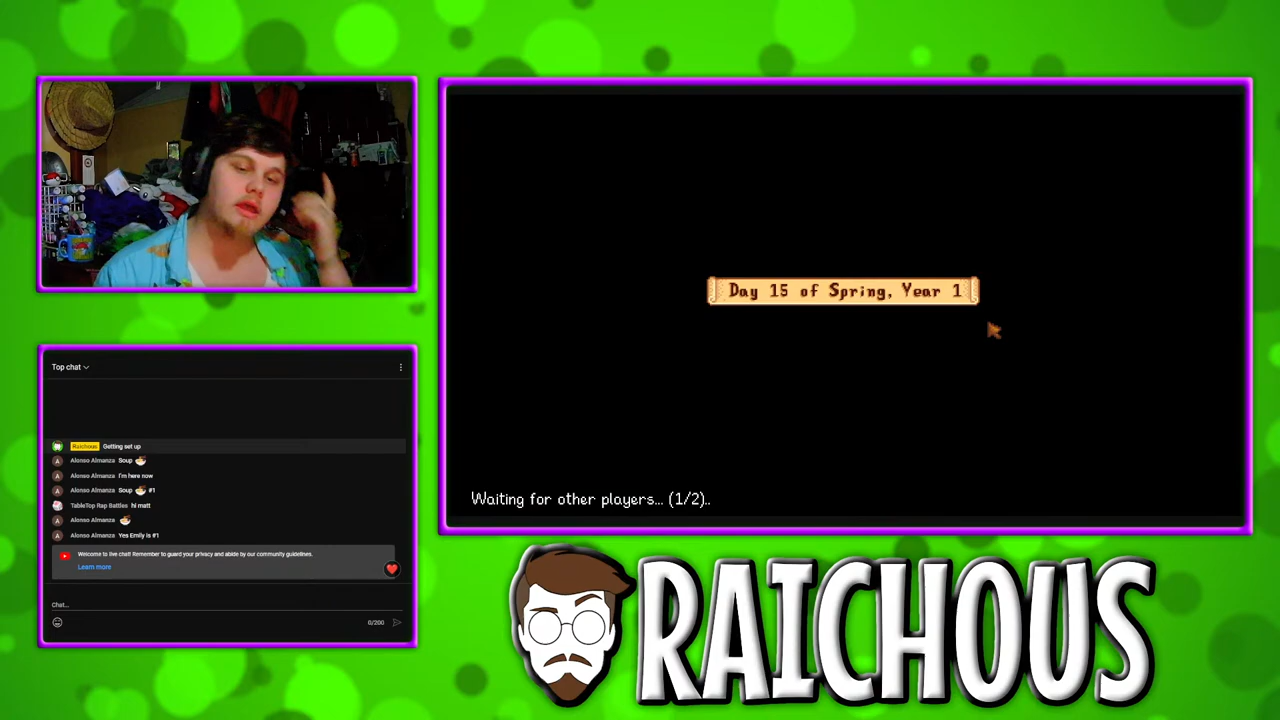 Day 15 of Spring, Year 1
Waiting for other players... (1/2)..
Top chat
Raichous Getting set up
Alonso Almanza Soup
Alonso Almanza I'm here now
Alonso Almanza Soup #1
TableTop Rap Battles hi matt
Alonso Almanza
Alonso Almanza Yes Emily is #1
Welcome to live chat! Remember to guard your privacy and abide by our community guidelines.
Learn more
Chat...
0/200
RAICHOUS